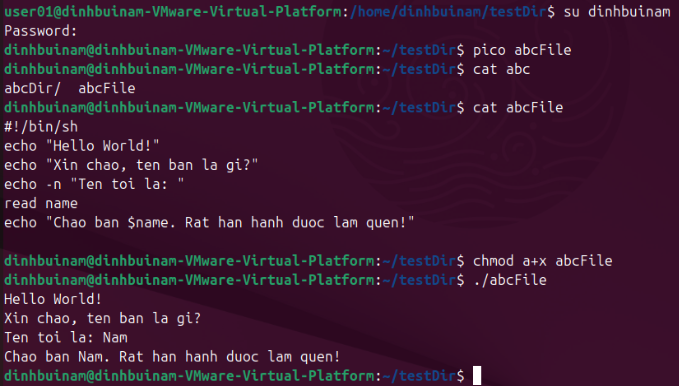 user01@dinhbuinam-VMware-Virtual-Platform:/home/dinhbuinam/testDir$ su dinhbuinam
Password:
dinhbuinam@dinhbuinam-VMware-Virtual-Platform:~/testDir$ pico abcFile
dinhbuinam@dinhbuinam-VMware-Virtual-Platform:~/testDir$ cat abc
abcDir/  abcFile
dinhbuinam@dinhbuinam-VMware-Virtual-Platform:~/testDir$ cat abcFile
#!/bin/sh
echo "Hello World!"
echo "Xin chao, ten ban la gi?"
echo -n "Ten toi la: "
read name
echo "Chao ban $name. Rat han hanh duoc lam quen!"
dinhbuinam@dinhbuinam-VMware-Virtual-Platform:~/testDir$ chmod a+x abcFile
dinhbuinam@dinhbuinam-VMware-Virtual-Platform:~/testDir$ ./abcFile
Hello World!
Xin chao, ten ban la gi?
Ten toi la: Nam
Chao ban Nam. Rat han hanh duoc lam quen!
dinhbuinam@dinhbuinam-VMware-Virtual-Platform:~/testDir$